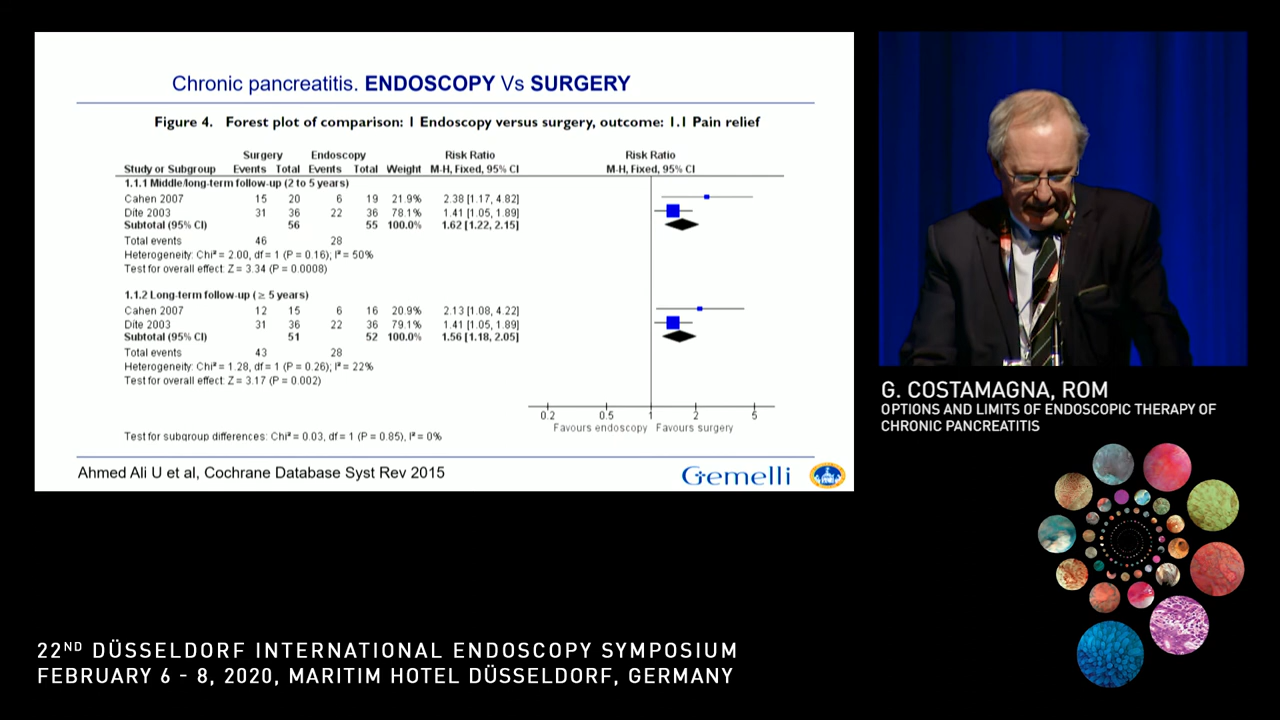 Chronic pancreatitis. ENDOSCOPY Vs SURGERY
Figure 4. Forest plot of comparison: 1 Endoscopy versus surgery, outcome: 1.1 Pain relief
Surgery Endoscopy Risk Ratio Risk Ratio
Study or Subgroup Events Total Events Total Weight M-H, Fixed, 95% CI M-H, Fixed, 95% CI
1.1.1 Middle/long-term follow-up (2 to 5 years)
Cahen 2007 15 20 6 19 21.9% 2.38 [1.17, 4.82]
Dite 2003 31 36 22 36 78.1% 1.41 [1.05, 1.89]
Subtotal (95% CI) 56 55 100.0% 1.62 [1.22, 2.15]
Total events 46 28
Heterogeneity: Chi² = 2.00, df = 1 (P = 0.16); I² = 50%
Test for overall effect: Z = 3.34 (P = 0.0008)
1.1.2 Long-term follow-up (≥ 5 years)
Cahen 2007 12 15 6 16 20.9% 2.13 [1.08, 4.22]
Dite 2003 31 36 22 36 79.1% 1.41 [1.05, 1.89]
Subtotal (95% CI) 51 52 100.0% 1.56 [1.18, 2.05]
Total events 43 28
Heterogeneity: Chi² = 1.28, df = 1 (P = 0.26); I² = 22%
Test for overall effect: Z = 3.17 (P = 0.002)
0.2 0.5 1 2 5
Favours endoscopy Favours surgery
Test for subgroup differences: Chi² = 0.03, df = 1 (P = 0.85), I² = 0%
Ahmed Ali U et al, Cochrane Database Syst Rev 2015
Gemelli
G. COSTAMAGNA, ROM
OPTIONS AND LIMITS OF ENDOSCOPIC THERAPY OF
CHRONIC PANCREATITIS
22ND DÜSSELDORF INTERNATIONAL ENDOSCOPY SYMPOSIUM
FEBRUARY 6 - 8, 2020, MARITIM HOTEL DÜSSELDORF, GERMANY